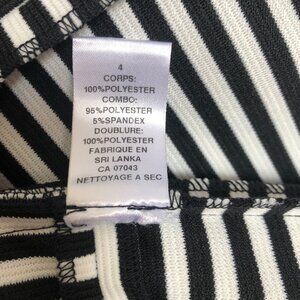 4
CORPS:
100%POLYESTER
COMBO:
95%POLYESTER
5%SPANDEX
DOUBLURE:
100%POLYESTER
FABRIQUE EN
SRI LANKA
CA 07043
NETTOYAGE A SEC